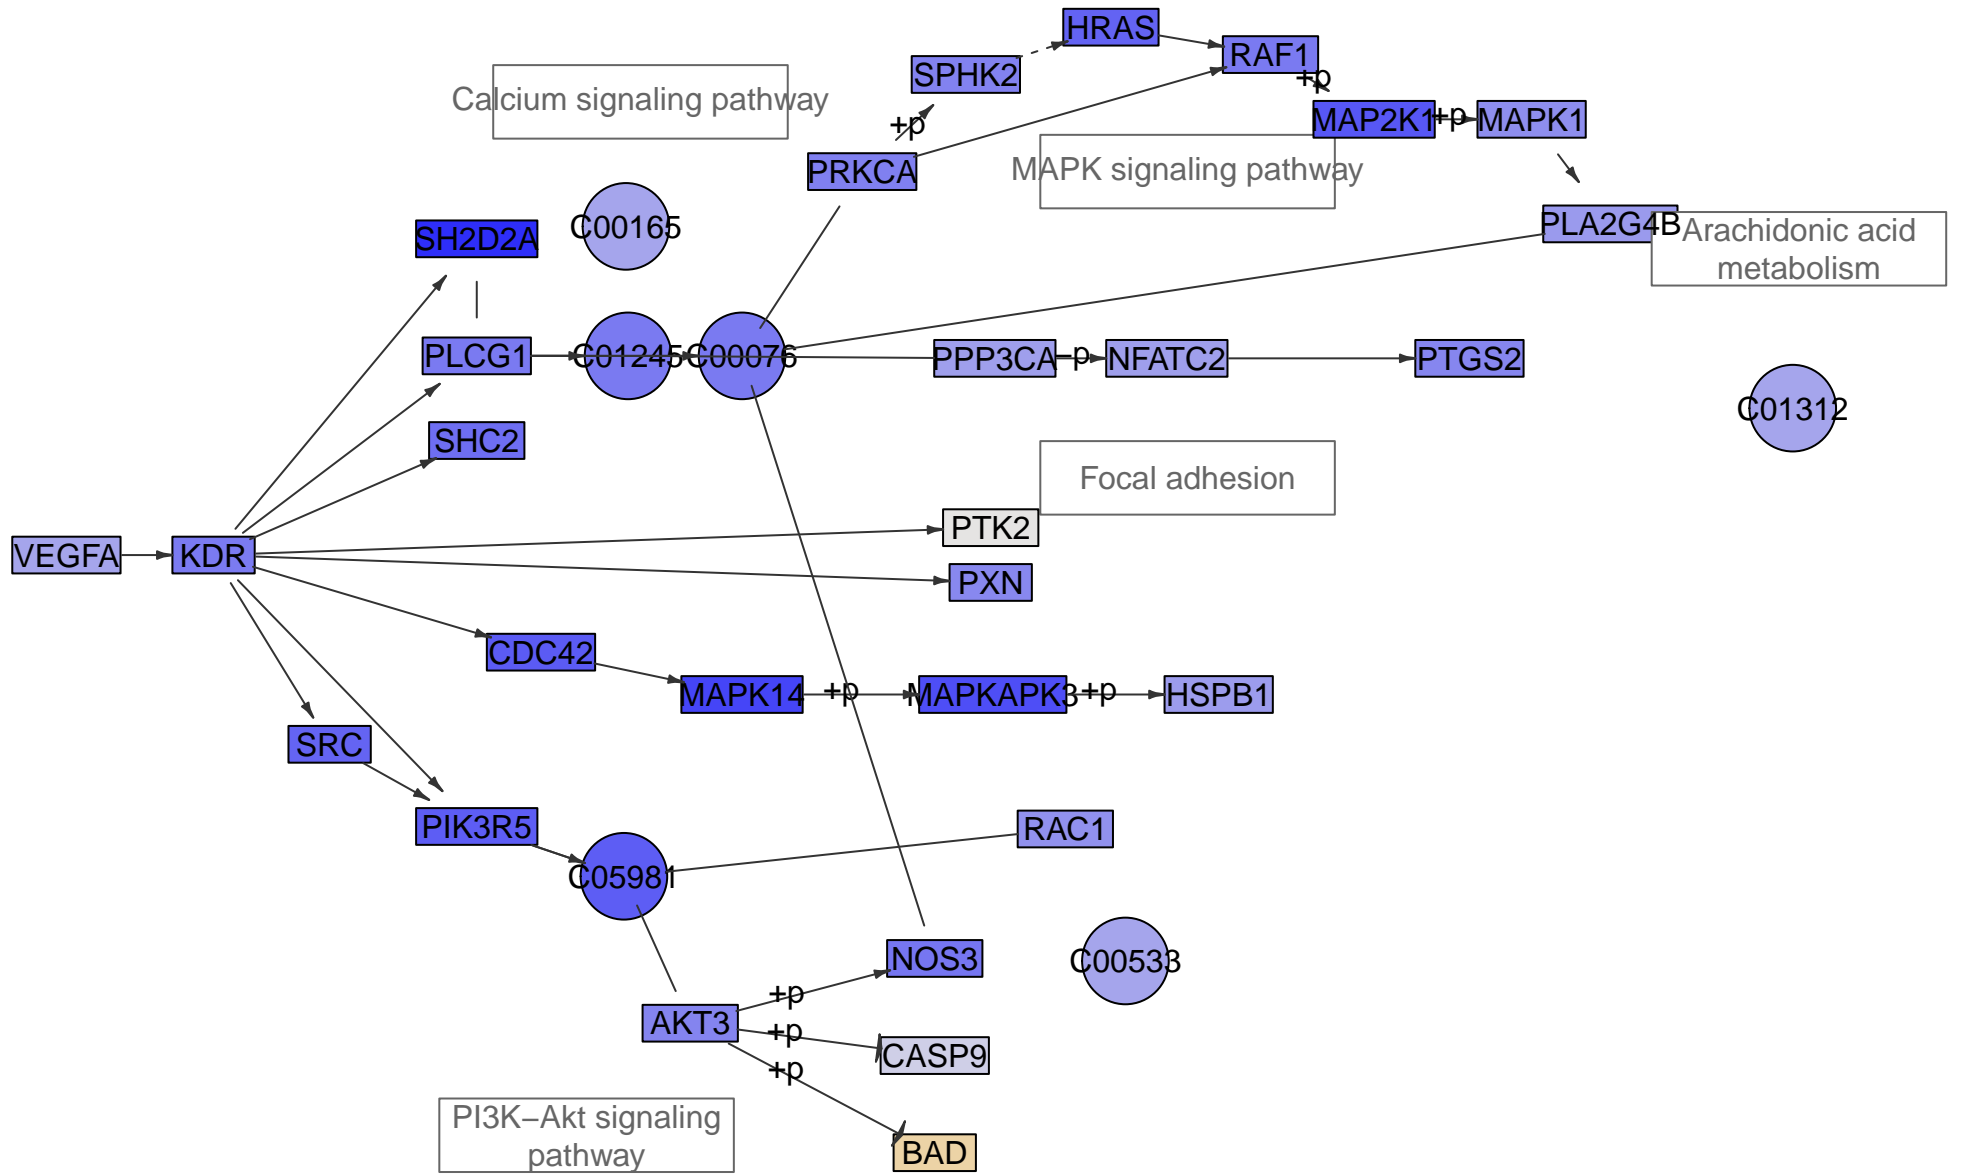 HRAS
RAF1
SPHK2
+p
Calcium signaling pathway
+p
MAP2K1
+p
MAPK1
PRKCA
MAPK signaling pathway
C00165
SH2D2A
PLA2G4B
Arachidonic acid
metabolism
PLCG1
C01245
C00076
PPP3CA
−p
NFATC2
PTGS2
C01312
SHC2
Focal adhesion
PTK2
VEGFA
KDR
PXN
CDC42
MAPK14
+p
MAPKAPK3
+p
HSPB1
SRC
PIK3R5
RAC1
C05981
NOS3
C00533
+p
AKT3
+p
CASP9
+p
PI3K−Akt signaling
pathway
BAD